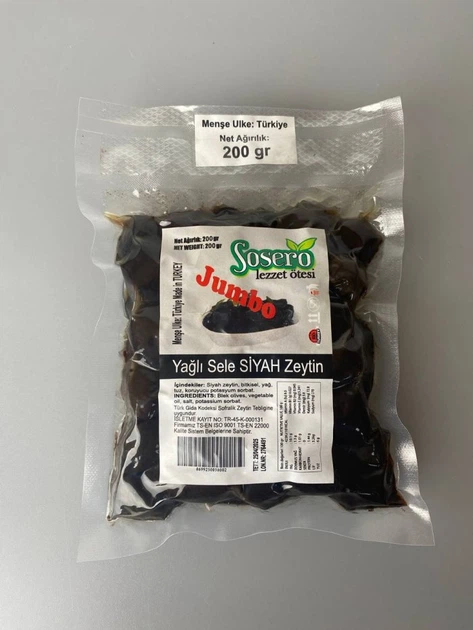 Menşe Ülke: Türkiye
Net Ağırlık:
200 gr
Net Ağırlık: 200 gr
NET WEIGHT: 200 gr
Sosero
lezzet ötesi
Jumbo
Menşe Ülke: Türkiye Made in TURKEY
Yağlı Sele SİYAH Zeytin
İçindekiler: Siyah zeytin, bitkisel, yağ,
tuz, koruyucu potasyum sorbat.
INGREDIENTS: Blek olives, vegetable
oil, salt, potassium sorbat.
Türk Gıda Kodeksi Sofralık Zeytin Tebliğine
uygundur.
İŞLETME KAYIT NO: TR-45-K-000131
Firmamız TS-EN ISO 9001 TS-EN 22000
Kalite Sistem Belgelerine Sahiptir.